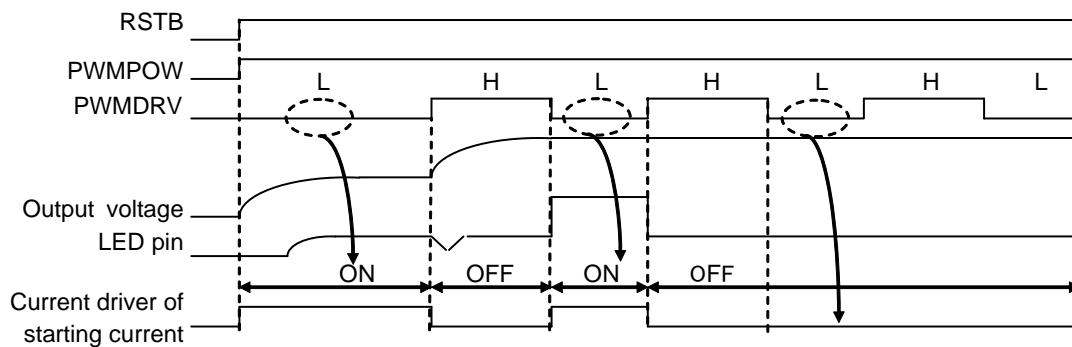 RSTB
PWMPOW
PWMDRV
L H L H L H L
Output voltage
LED pin
ON OFF ON OFF
Current driver of
starting current